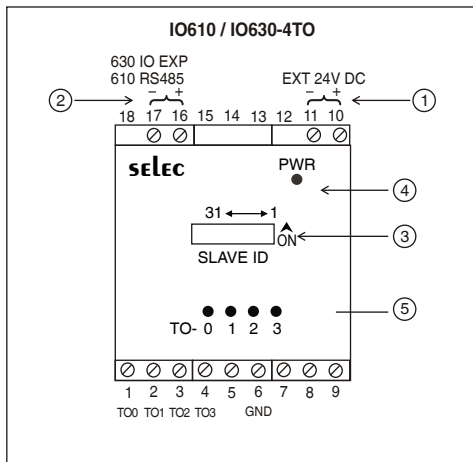 IO610 / IO630-4TO
630 IO EXP
610 RS485
EXT 24V DC
− +
− +
2
1
18 17 16 15 14 13 12 11 10
selec
PWR
4
31 1
ON
3
SLAVE ID
5
TO- 0 1 2 3
1 2 3 4 5 6 7 8 9
TO0 TO1 TO2 TO3 GND